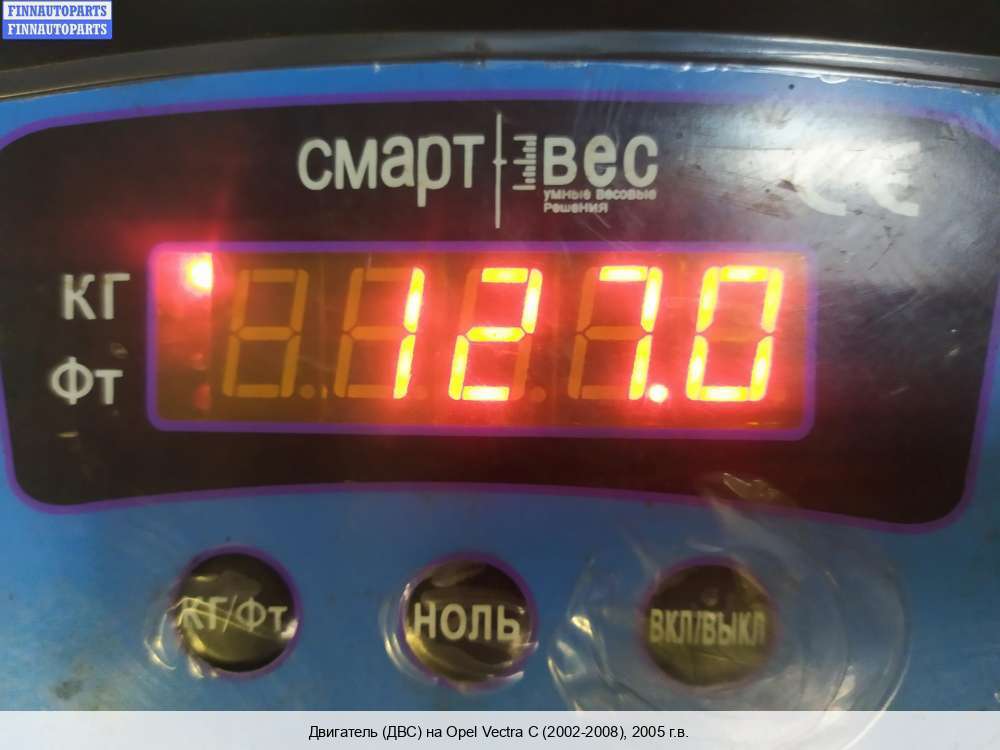 FINNAUTOPARTS
FINNAUTOPARTS
смарт вес
умные весовые
решения
CE
КГ
Фт
127.0
КГ/Фт
НОЛЬ
ВКЛ/ВЫКЛ
Двигатель (ДВС) на Opel Vectra C (2002-2008), 2005 г.в.